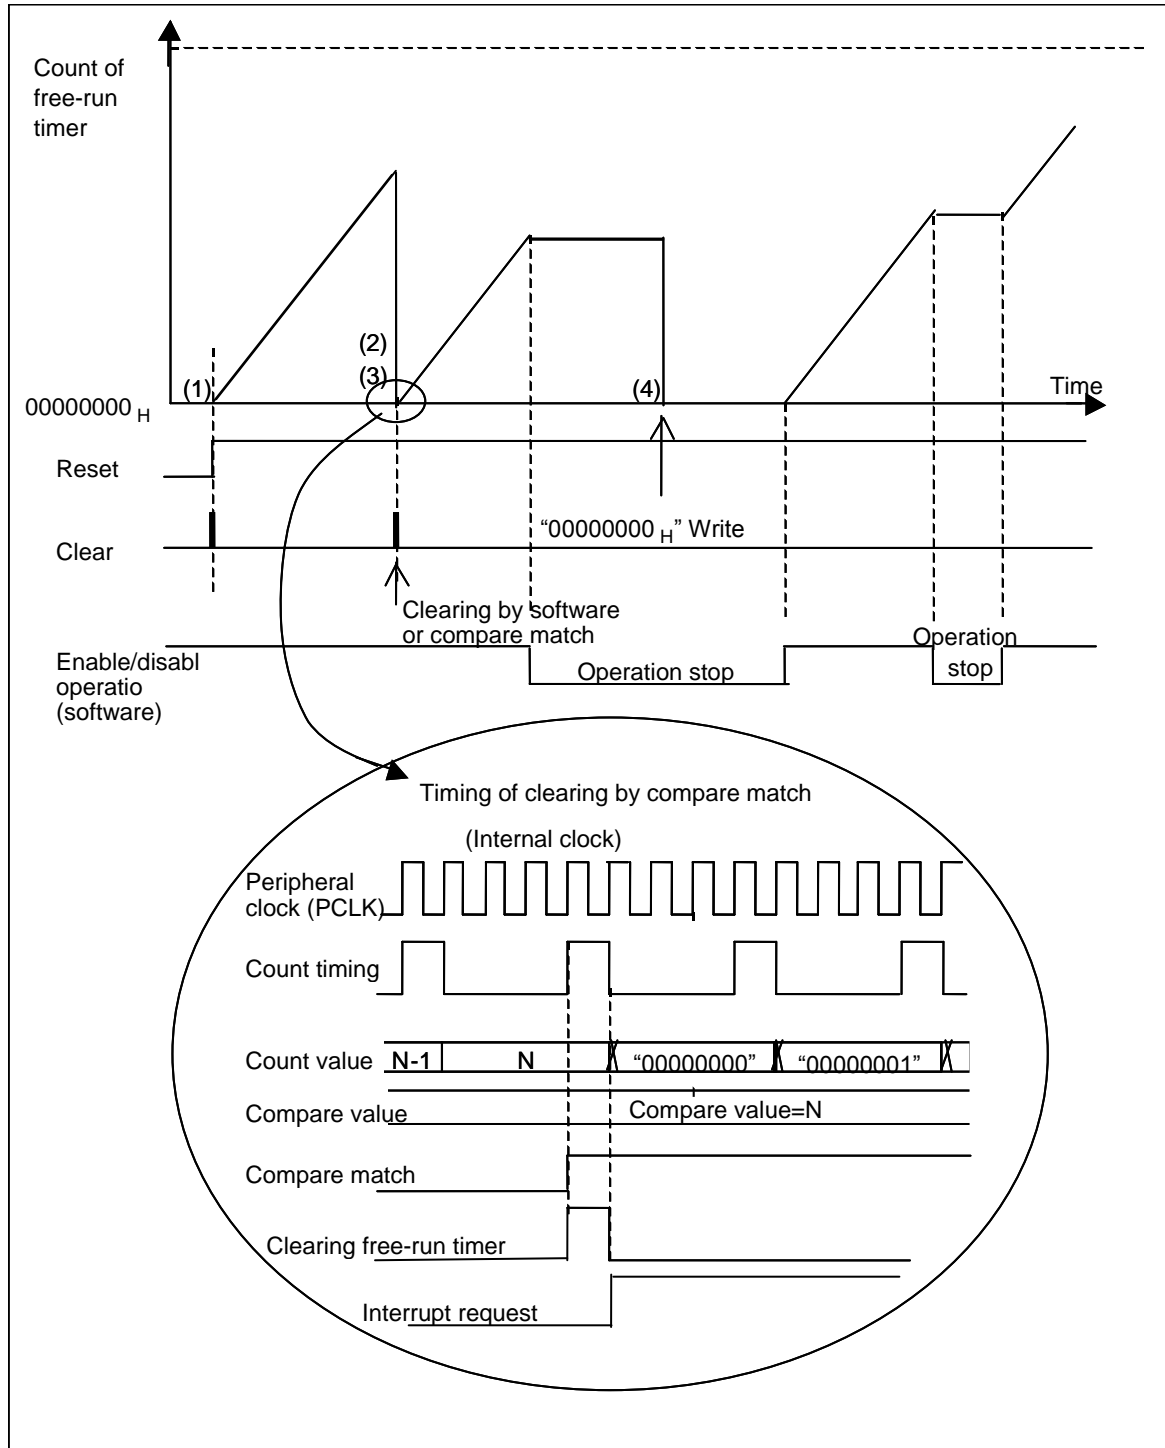 Count of
free-run
timer
(2)
(3)
(1)
(4)
Time
00000000 H
Reset
“00000000 H” Write
Clear
Clearing by software
or compare match
Enable/disabl
operatio
(software)
Operation stop
Operation
stop
Timing of clearing by compare match
(Internal clock)
Peripheral
clock (PCLK)
Count timing
Count value N-1 N “00000000” “00000001”
Compare value Compare value=N
Compare match
Clearing free-run timer
Interrupt request